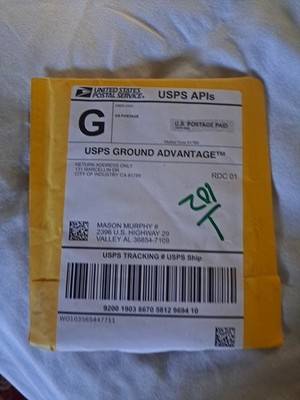 UNITED STATES
POSTAL SERVICE
USPS APIs
G
U.S. POSTAGE PAID
USPS GROUND ADVANTAGE™
RETURN ADDRESS ONLY
131 MARCELLIN DR
CITY OF INDUSTRY CA 91789
RDC 01
MASON MURPHY #
2396 U.S. HIGHWAY 29
VALLEY AL 36854-7109
USPS TRACKING # USPS Ship
9200 1903 6670 5812 9694 10